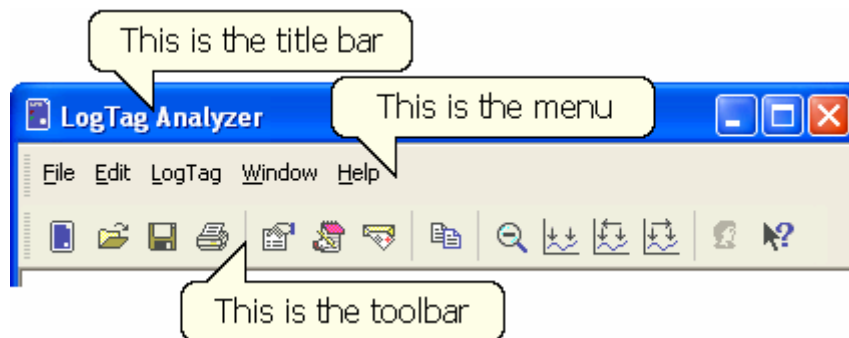 This is the title bar
LogTag Analyzer
This is the menu
File Edit LogTag Window Help
This is the toolbar